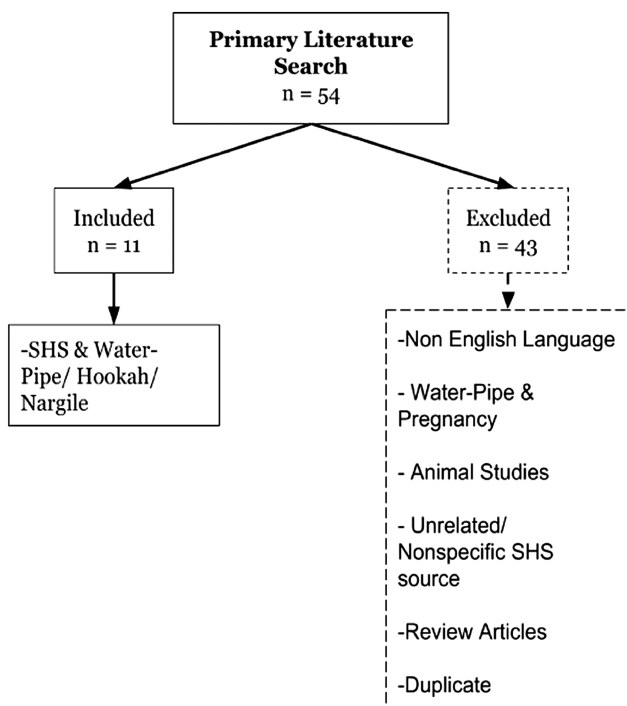 Primary Literature
Search
n = 54
Included
n = 11
Excluded
n = 43
-SHS & Water-
Pipe/ Hookah/
Nargile
-Non English Language
- Water-Pipe &
Pregnancy
- Animal Studies
- Unrelated/
Nonspecific SHS
source
-Review Articles
-Duplicate